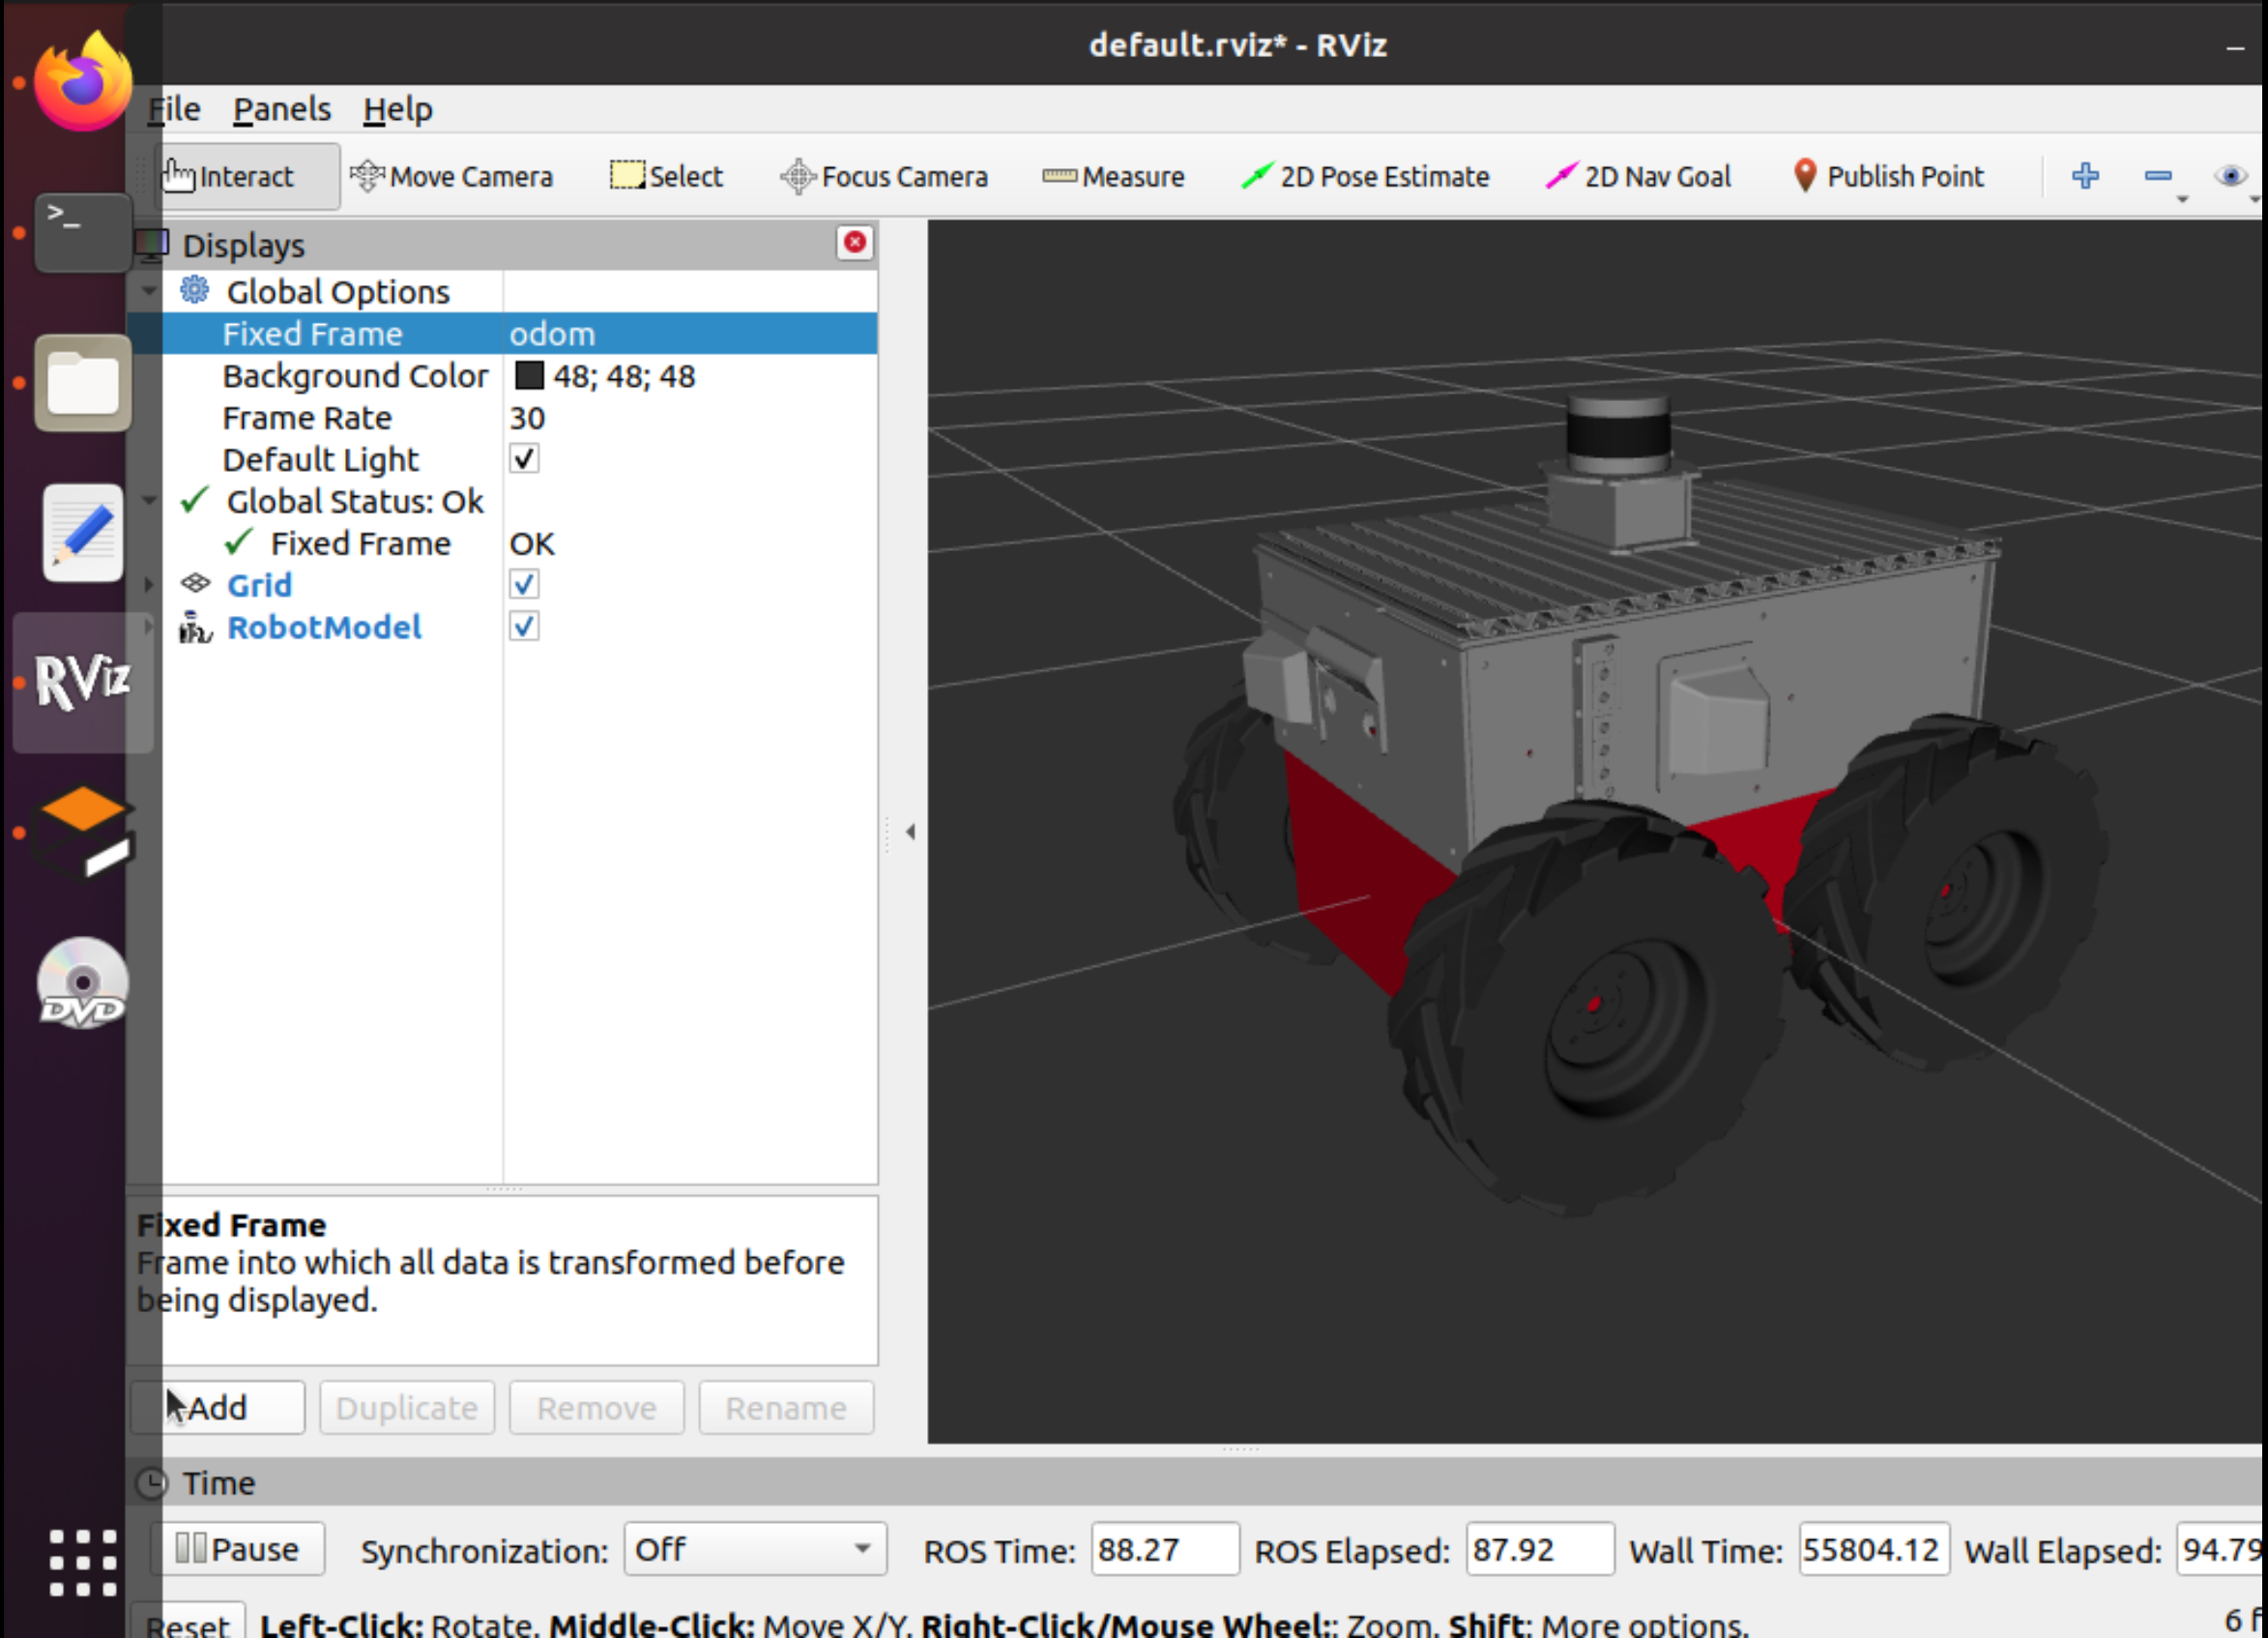 default.rviz* - RViz
File Panels Help
Interact Move Camera Select Focus Camera Measure 2D Pose Estimate 2D Nav Goal Publish Point
Displays
Global Options
Fixed Frame odom
Background Color 48; 48; 48
Frame Rate 30
Default Light
Global Status: Ok
Fixed Frame OK
Grid
RobotModel
>_
RViz
DVD
Fixed Frame
Frame into which all data is transformed before
being displayed.
Add Duplicate Remove Rename
Time
Pause Synchronization: Off ROS Time: 88.27 ROS Elapsed: 87.92 Wall Time: 55804.12 Wall Elapsed: 94.79
Reset Left-Click: Rotate. Middle-Click: Move X/Y. Right-Click/Mouse Wheel:: Zoom. Shift: More options. 6 f